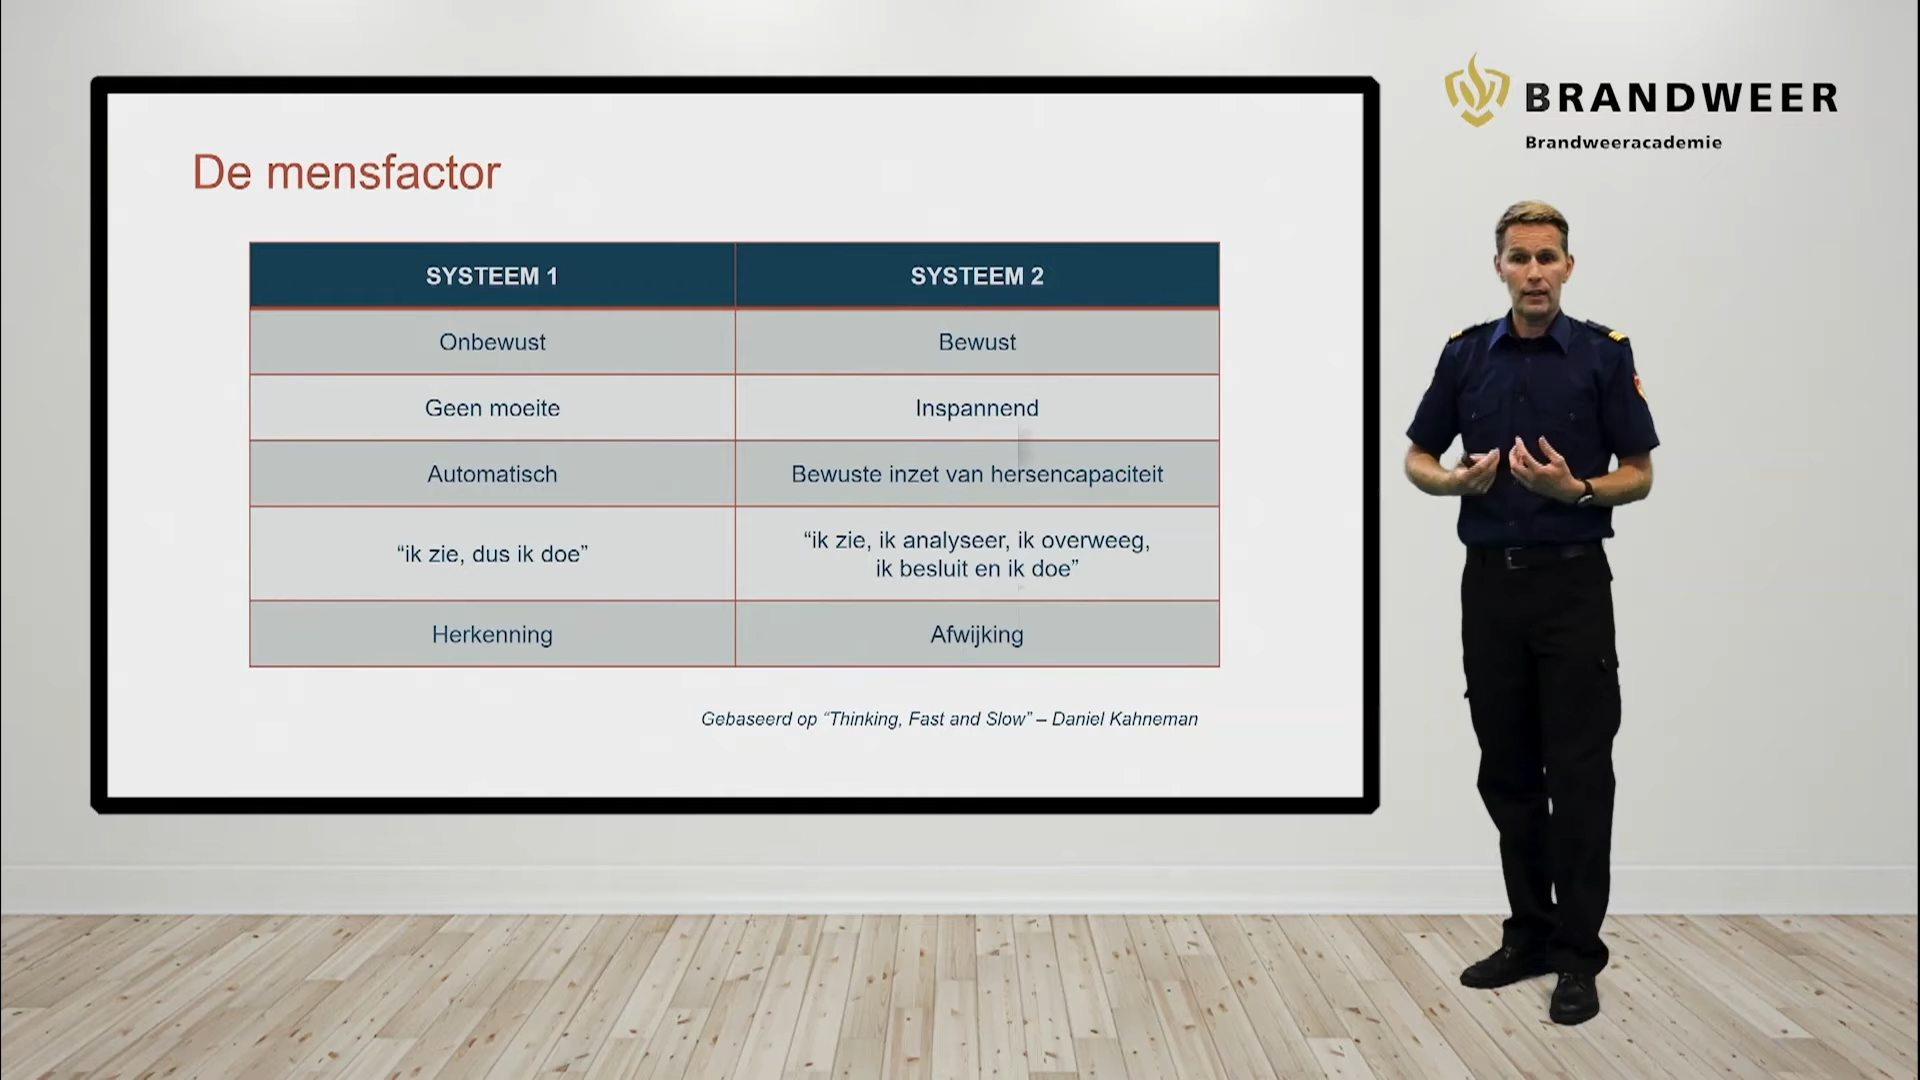 BRANDWEER
Brandweeracademie
De mensfactor
SYSTEEM 1
SYSTEEM 2
Onbewust
Bewust
Geen moeite
Inspannend
Automatisch
Bewuste inzet van hersencapaciteit
“ik zie, dus ik doe”
“ik zie, ik analyseer, ik overweeg,
ik besluit en ik doe”
Herkenning
Afwijking
Gebaseerd op “Thinking, Fast and Slow” – Daniel Kahneman